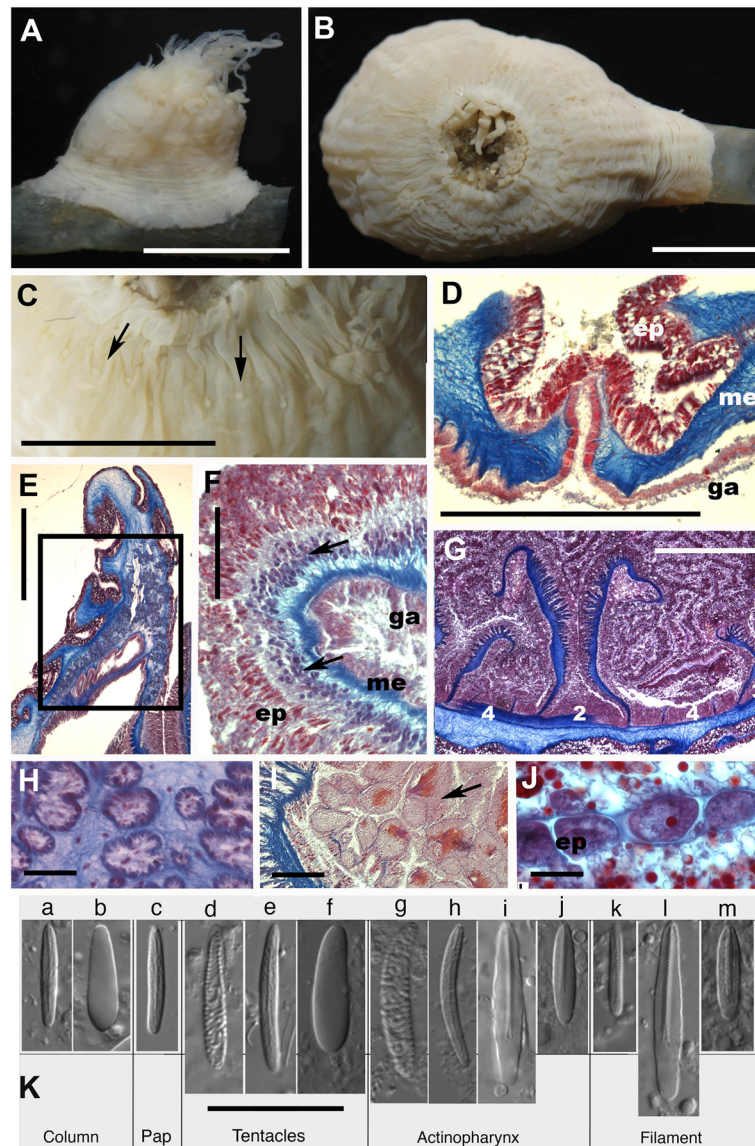 A
B
C
D
ep
me
ga
E
F
ga
me
ep
G
4 2 4
H
I
J
ep
a b c d e f g h i j k l m
K
Column Pap Tentacles Actinopharynx Filament